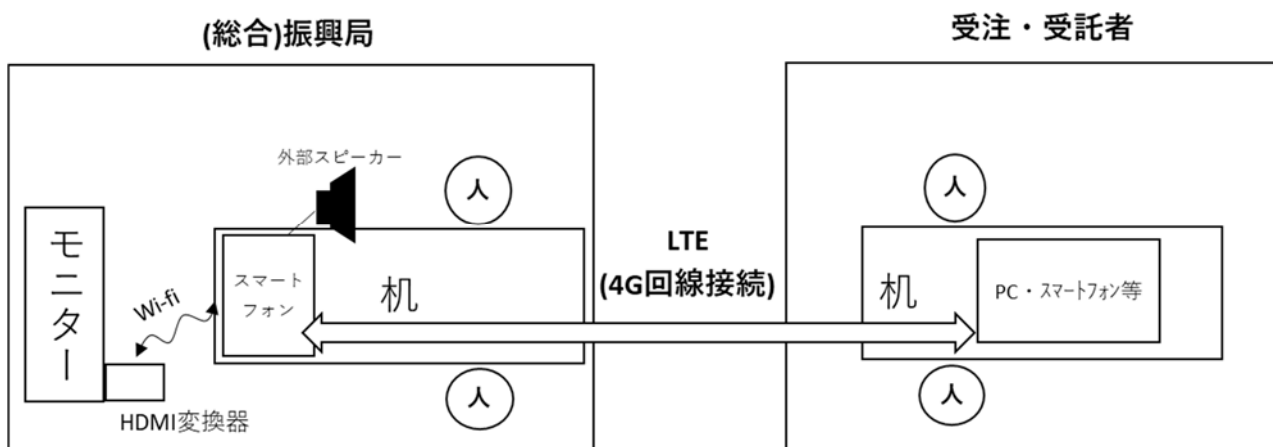 (総合)振興局
受注・受託者
外部スピーカー
人
人
モニター
Wi-fi
スマート
フォン
机
LTE
(4G回線接続)
机
PC・スマートフォン等
HDMI変換器
人
人